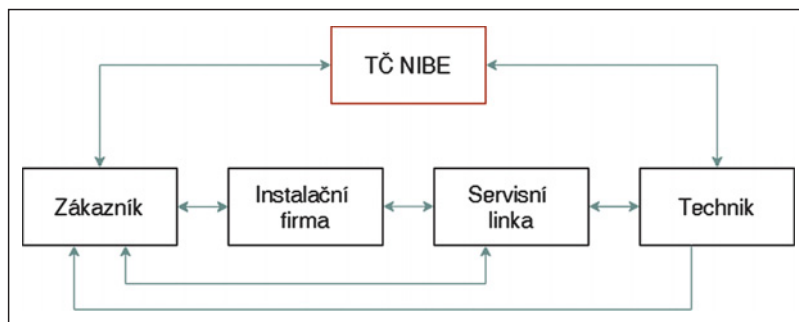 TČ NIBE
Zákazník
Instalační
firma
Servisní
linka
Technik